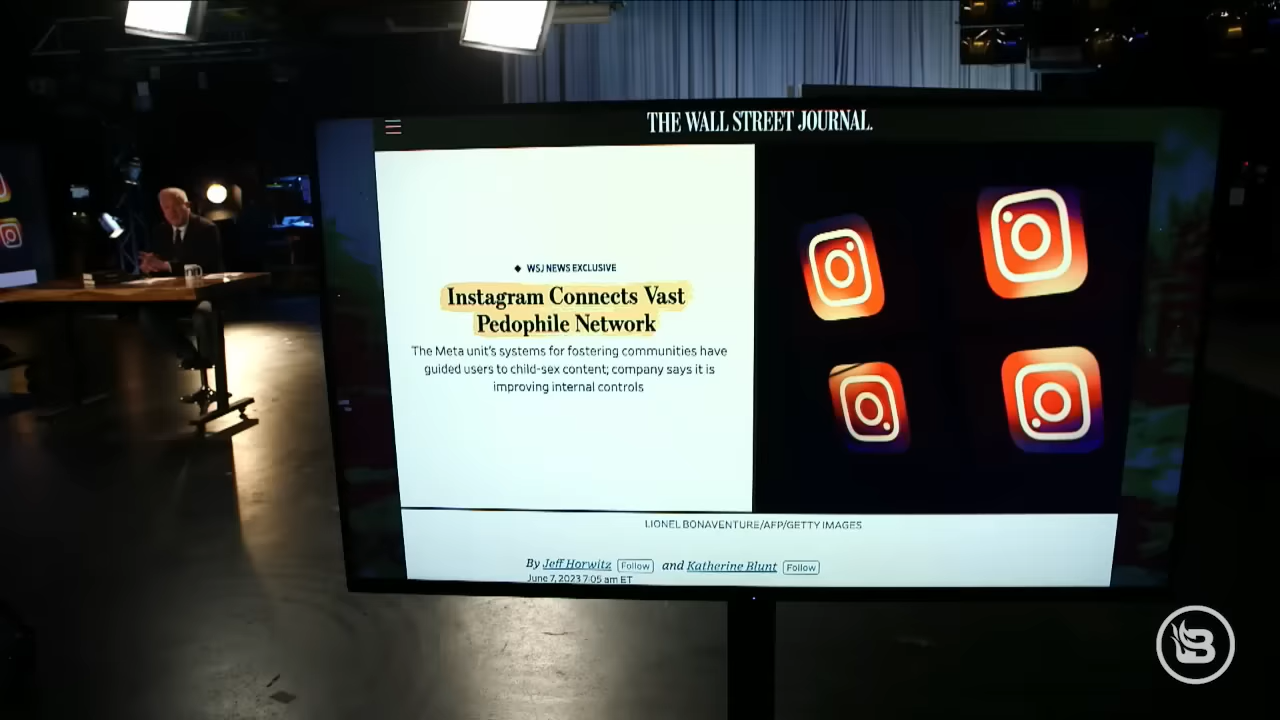 THE WALL STREET JOURNAL.
◆ WSJ NEWS EXCLUSIVE
Instagram Connects Vast
Pedophile Network
The Meta unit's systems for fostering communities have
guided users to child-sex content; company says it is
improving internal controls
LIONEL BONAVENTURE/AFP/GETTY IMAGES
By Jeff Horwitz Follow and Katherine Blunt Follow
June 7, 2023 7:05 am ET
B